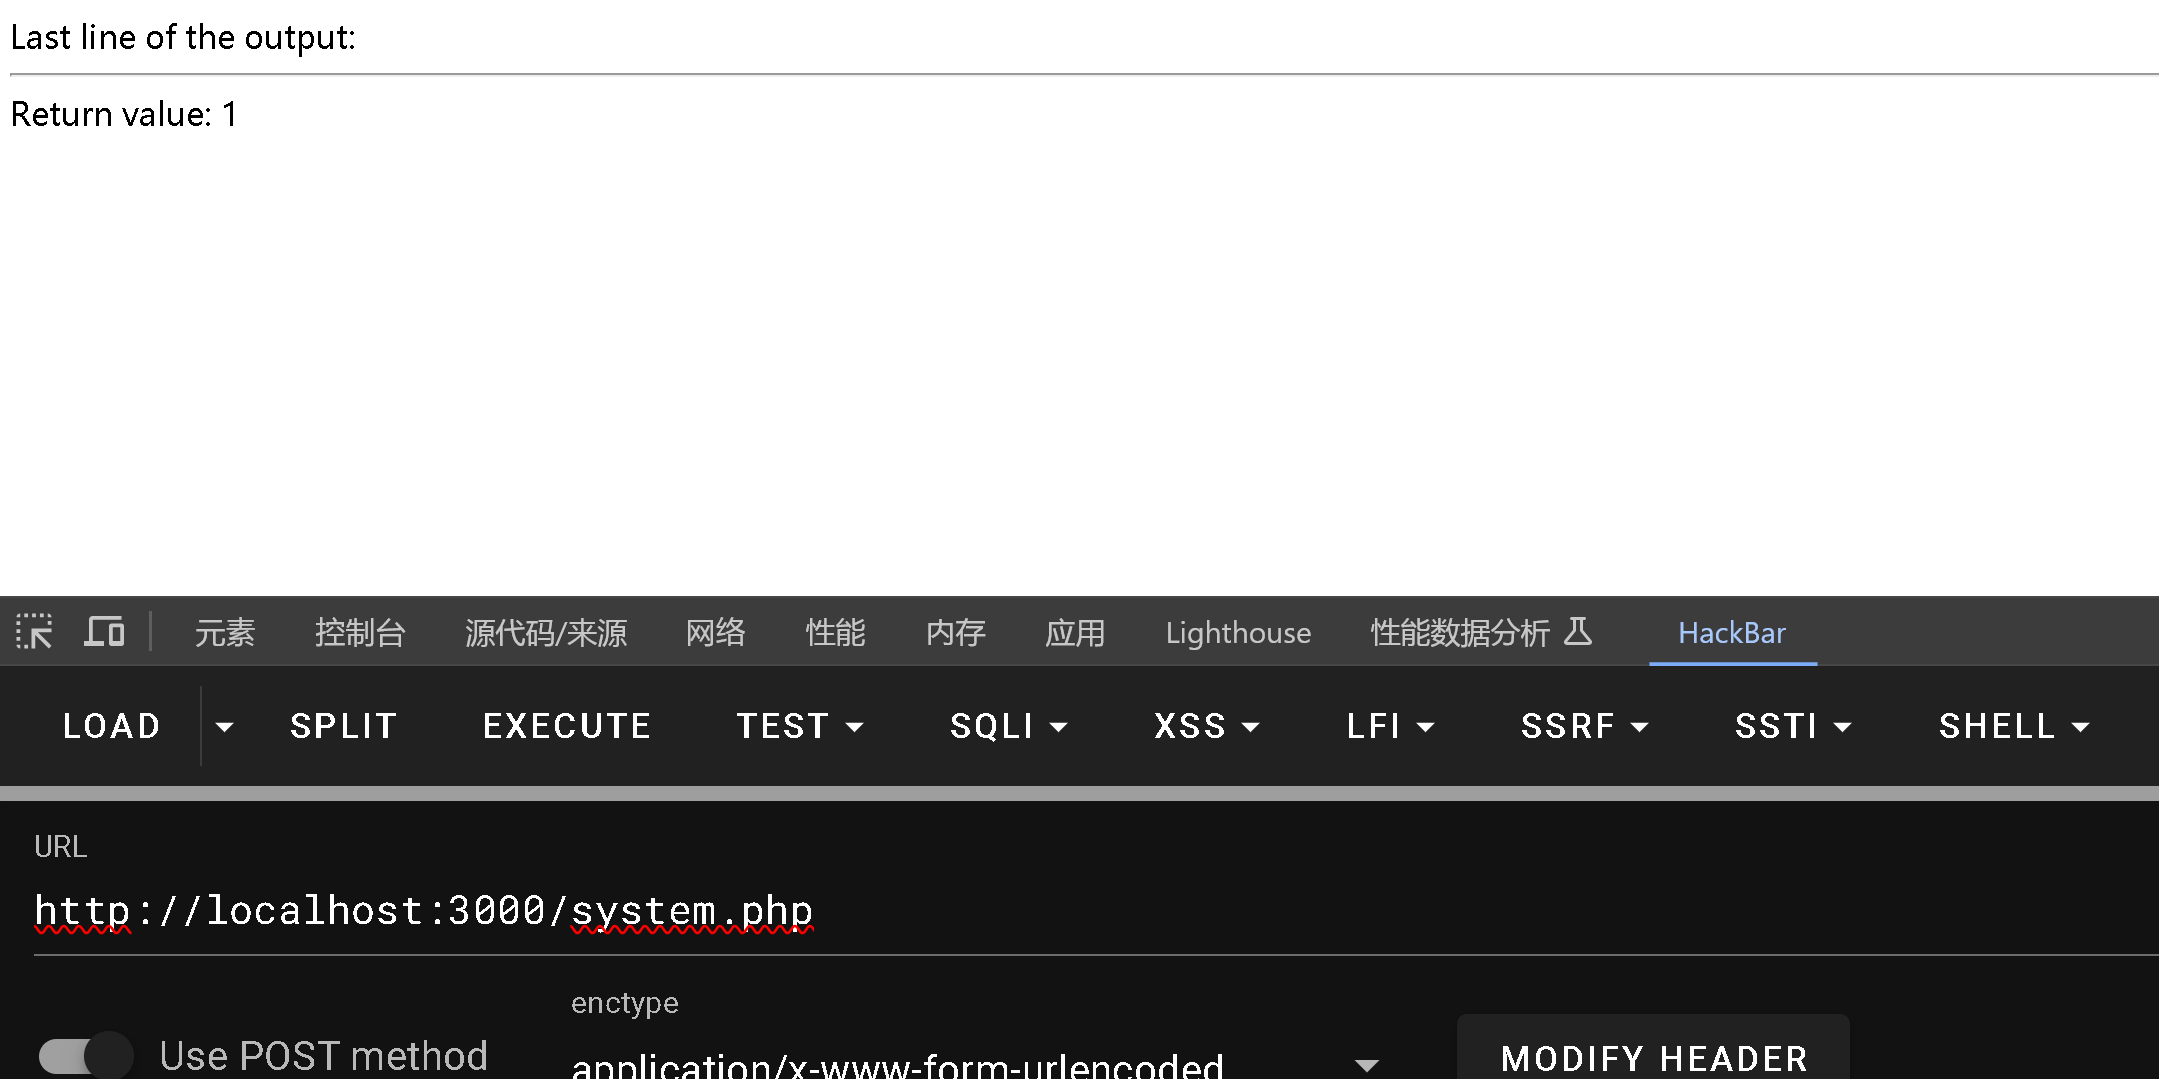 Last line of the output:
Return value: 1
元素 控制台 源代码/来源 网络 性能 内存 应用 Lighthouse 性能数据分析 HackBar
LOAD SPLIT EXECUTE TEST SQLI XSS LFI SSRF SSTI SHELL
URL
http://localhost:3000/system.php
enctype
Use POST method application/x-www-form-urlencoded MODIFY HEADER